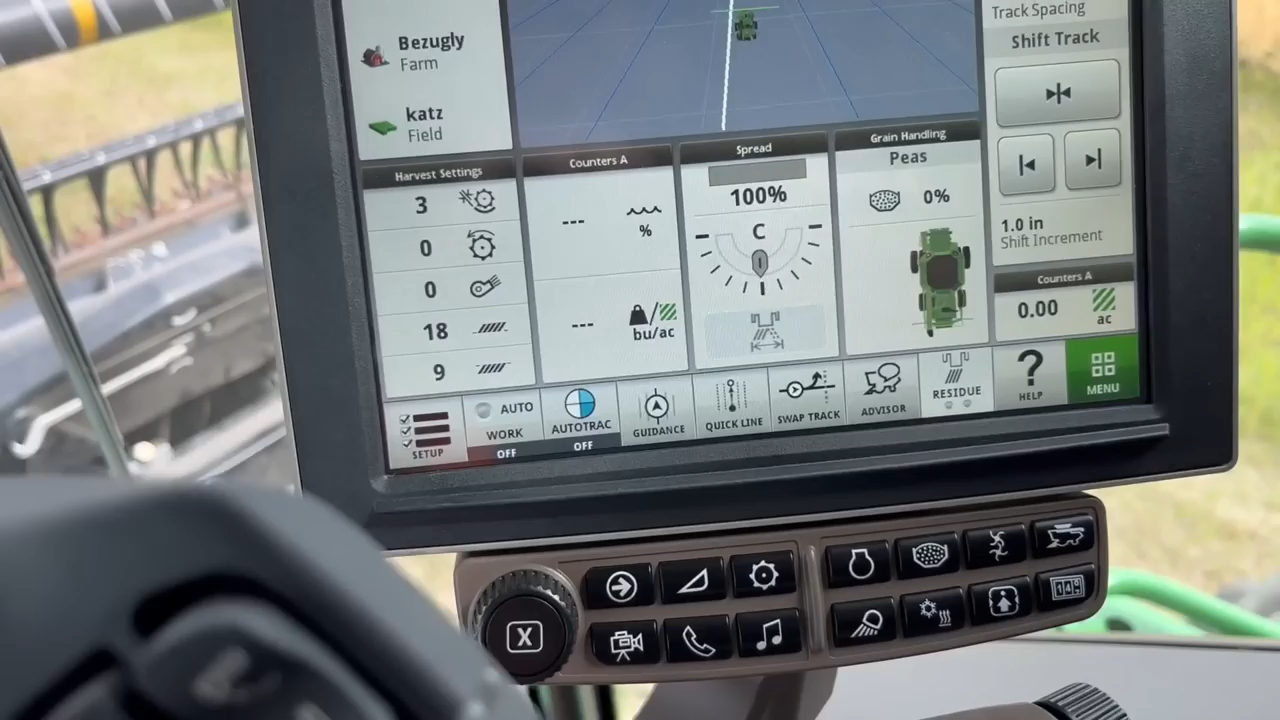 Bezugly
Farm
katz
Field
Track Spacing
Shift Track
1.0 in
Shift Increment
Harvest Settings
3
0
0
18
9
Counters A
---
%
---
bu/ac
Spread
100%
C
Grain Handling
Peas
0%
Counters A
0.00
ac
SETUP
AUTO
WORK
OFF
AUTOTRAC
OFF
GUIDANCE
QUICK LINE
SWAP TRACK
ADVISOR
RESIDUE
?
HELP
MENU
X